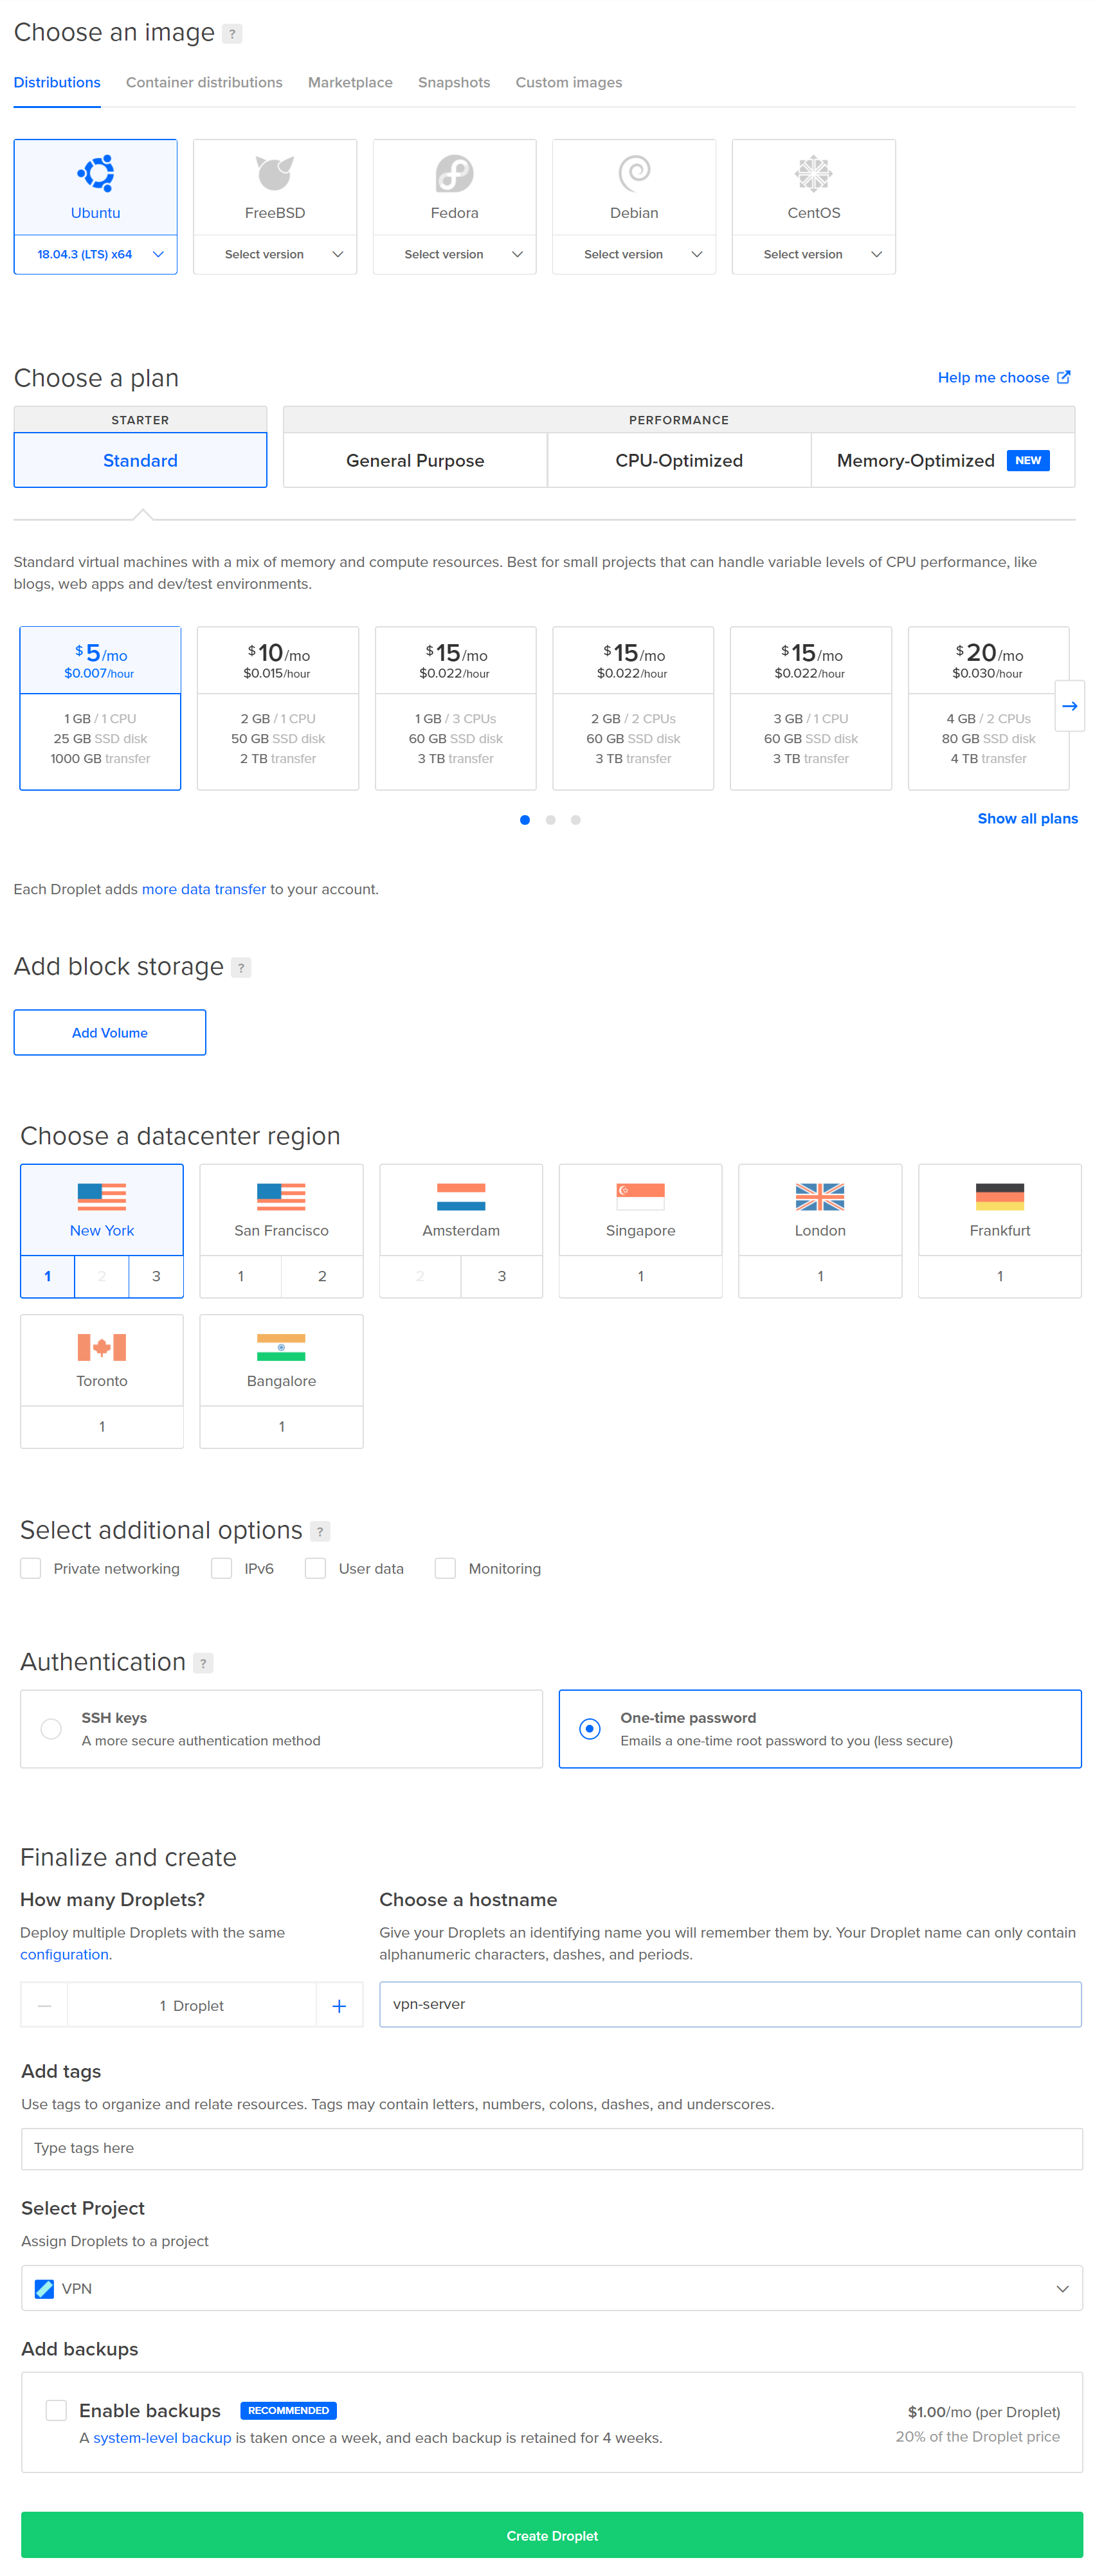 Choose an image ?
Distributions Container distributions Marketplace Snapshots Custom images
Ubuntu FreeBSD Fedora Debian CentOS
18.04.3 (LTS) x64 Select version Select version Select version Select version
Choose a plan Help me choose
STARTER PERFORMANCE
Standard General Purpose CPU-Optimized Memory-Optimized NEW
Standard virtual machines with a mix of memory and compute resources. Best for small projects that can handle variable levels of CPU performance, like
blogs, web apps and dev/test environments.
$5/mo $10/mo $15/mo $15/mo $15/mo $20/mo
$0.007/hour $0.015/hour $0.022/hour $0.022/hour $0.022/hour $0.030/hour
1 GB / 1 CPU 2 GB / 1 CPU 1 GB / 3 CPUs 2 GB / 2 CPUs 3 GB / 1 CPU 4 GB / 2 CPUs
25 GB SSD disk 50 GB SSD disk 60 GB SSD disk 60 GB SSD disk 60 GB SSD disk 80 GB SSD disk
1000 GB transfer 2 TB transfer 3 TB transfer 3 TB transfer 3 TB transfer 4 TB transfer
Show all plans
Each Droplet adds more data transfer to your account.
Add block storage ?
Add Volume
Choose a datacenter region
New York San Francisco Amsterdam Singapore London Frankfurt
1 2 3 1 2 2 3 1 1 1
Toronto Bangalore
1 1
Select additional options ?
Private networking IPv6 User data Monitoring
Authentication ?
SSH keys One-time password
A more secure authentication method Emails a one-time root password to you (less secure)
Finalize and create
How many Droplets? Choose a hostname
Deploy multiple Droplets with the same Give your Droplets an identifying name you will remember them by. Your Droplet name can only contain
configuration. alphanumeric characters, dashes, and periods.
1 Droplet vpn-server
Add tags
Use tags to organize and relate resources. Tags may contain letters, numbers, colons, dashes, and underscores.
Type tags here
Select Project
Assign Droplets to a project
VPN
Add backups
Enable backups RECOMMENDED $1.00/mo (per Droplet)
A system-level backup is taken once a week, and each backup is retained for 4 weeks. 20% of the Droplet price
Create Droplet